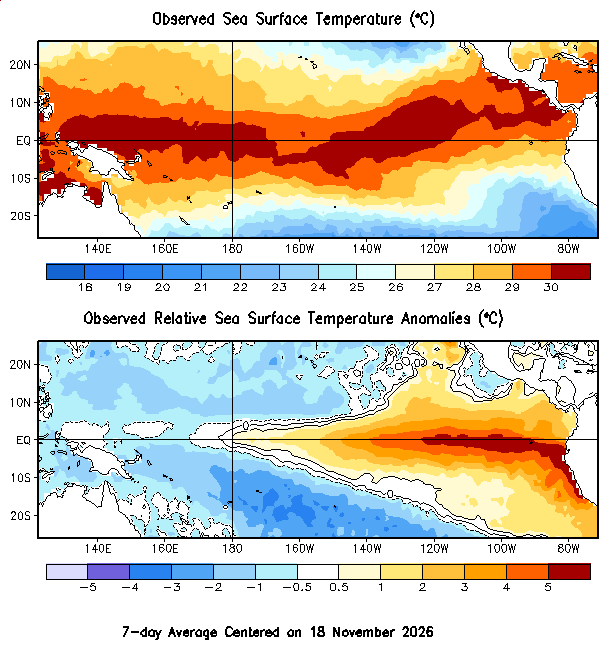 Observed Sea Surface Temperature (°C)
20N
10N
EQ
10S
20S
140E 160E 180 160W 140W 120W 100W 80W
18 19 20 21 22 23 24 25 26 27 28 29 30
Observed Relative Sea Surface Temperature Anomalies (°C)
20N
10N
EQ
10S
20S
140E 160E 180 160W 140W 120W 100W 80W
-5 -4 -3 -2 -1 -0.5 0.5 1 2 3 4 5
7-day Average Centered on 18 November 2026